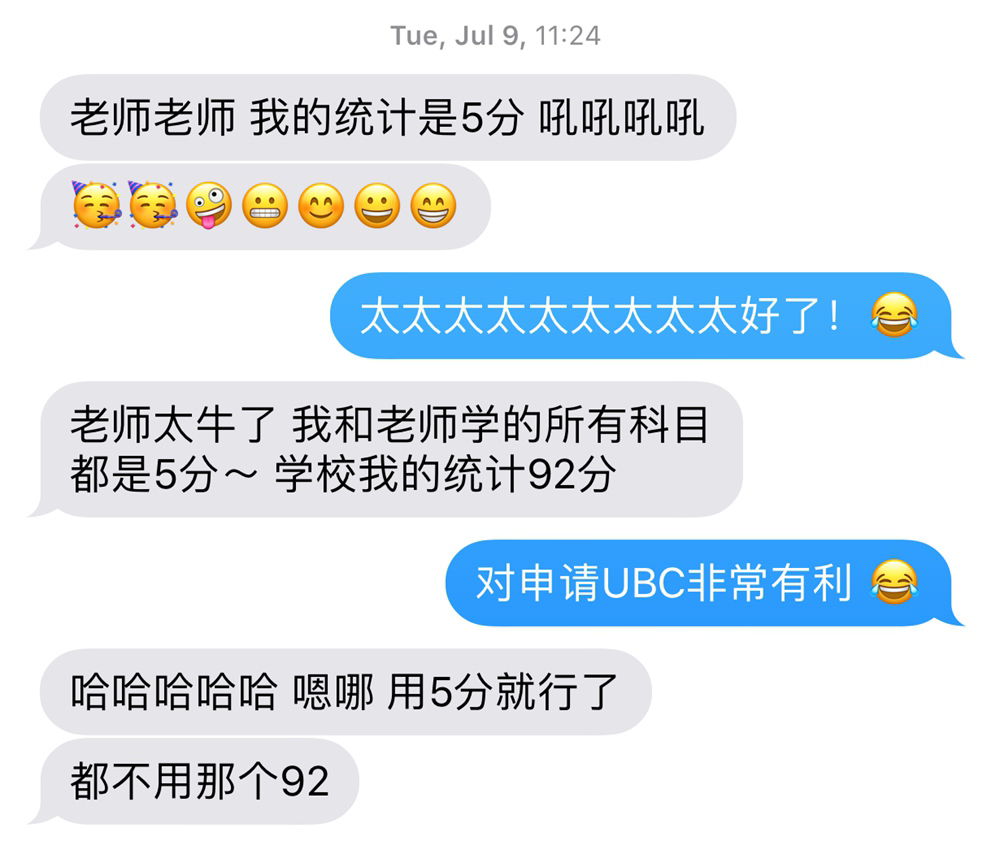 Tue, Jul 9, 11:24
老师老师 我的统计是5分 吼吼吼吼
🥳🥳🤪😬😊😀😁
太太太太太太太太太好了！😂
老师太牛了 我和老师学的所有科目
都是5分～ 学校我的统计92分
对申请UBC非常有利 😂
哈哈哈哈哈 嗯哪 用5分就行了
都不用那个92